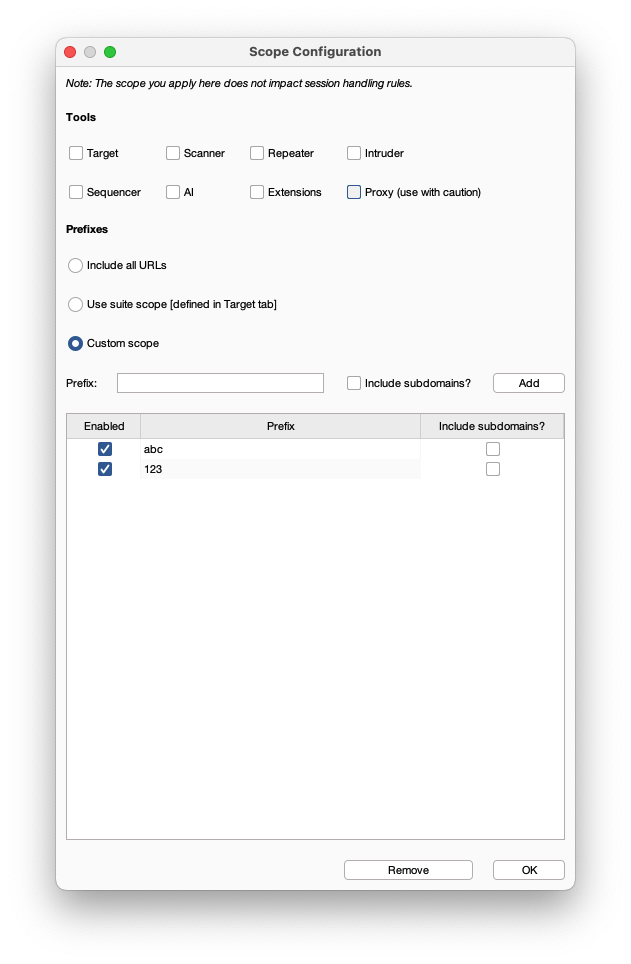 Scope Configuration
Note: The scope you apply here does not impact session handling rules.
Tools
Target Scanner Repeater Intruder
Sequencer AI Extensions Proxy (use with caution)
Prefixes
Include all URLs
Use suite scope [defined in Target tab]
Custom scope
Prefix: Include subdomains? Add
Enabled Prefix Include subdomains?
abc
123
Remove OK